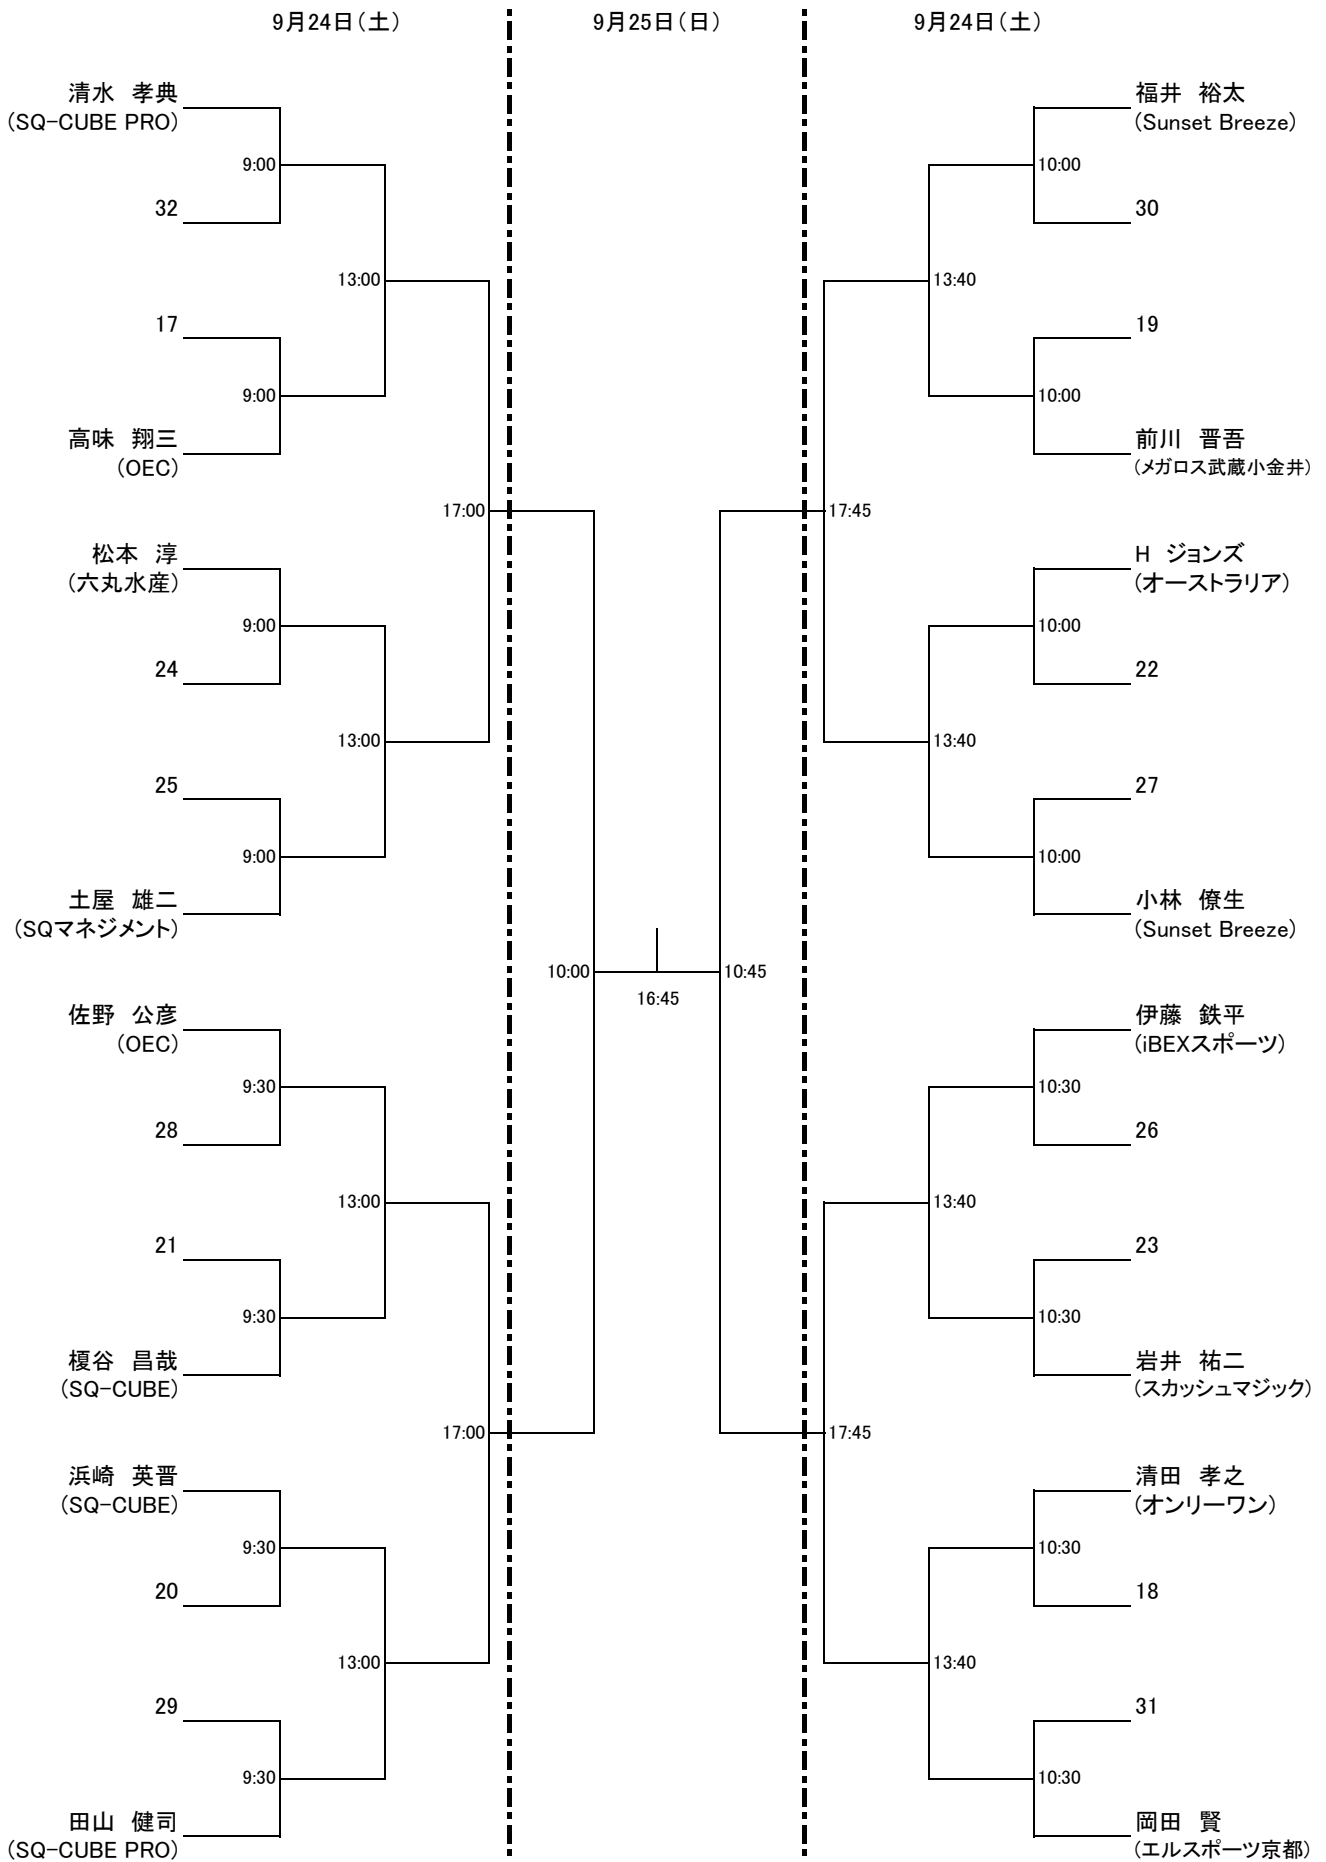 9月24日（土）
9月25日（日）
9月24日（土）
清水　孝典
（SQ-CUBE PRO）
9:00
32
13:00
17
9:00
高味　翔三
（OEC）
17:00
松本　淳
（六丸水産）
9:00
24
13:00
25
9:00
土屋　雄二
（SQマネジメント）
佐野　公彦
（OEC）
9:30
28
13:00
21
9:30
榎谷　昌哉
（SQ-CUBE）
17:00
浜崎　英晋
（SQ-CUBE）
9:30
20
13:00
29
9:30
田山　健司
（SQ-CUBE PRO）
10:00
16:45
10:45
福井　裕太
（Sunset Breeze）
10:00
30
13:40
19
10:00
前川　晋吾
（メガロス武蔵小金井）
17:45
H　ジョンズ
（オーストラリア）
10:00
22
13:40
27
10:00
小林　僚生
（Sunset Breeze）
伊藤　鉄平
（iBEXスポーツ）
10:30
26
13:40
23
10:30
岩井　祐二
（スカッシュマジック）
17:45
清田　孝之
（オンリーワン）
10:30
18
13:40
31
10:30
岡田　賢
（エルスポーツ京都）